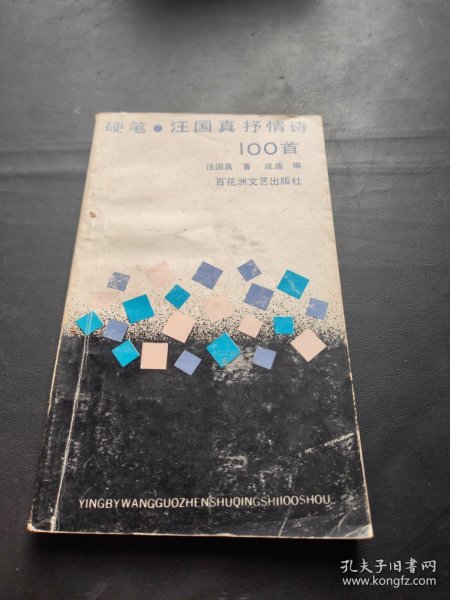 硬笔●汪国真抒情诗
100首
汪国真 著 成迪 编
百花洲文艺出版社
YINGBYWANGGUOZHENSHUQINGSHI100SHOU
孔夫子旧书网
www.kongfz.com